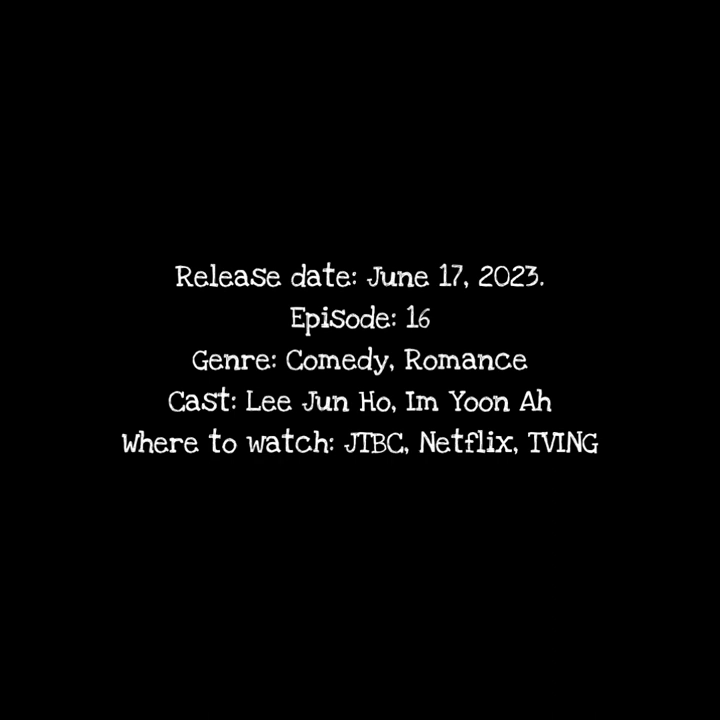 Release date: June 17, 2023.
Episode: 16
Genre: Comedy, Romance
Cast: Lee Jun Ho, Im Yoon Ah
Where to watch: JTBC, Netflix, TVING